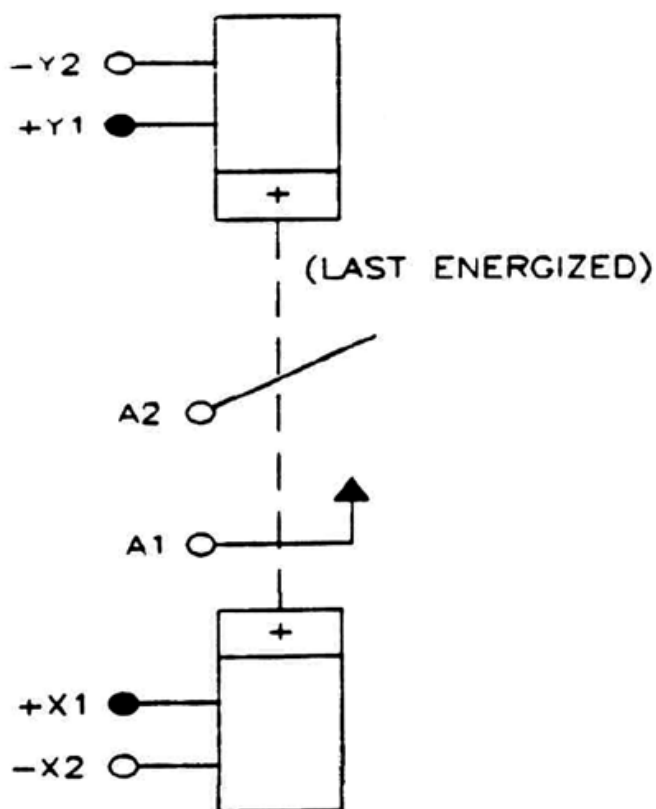 -Y2
+Y1
+
(LAST ENERGIZED)
A2
A1
+
+X1
-X2